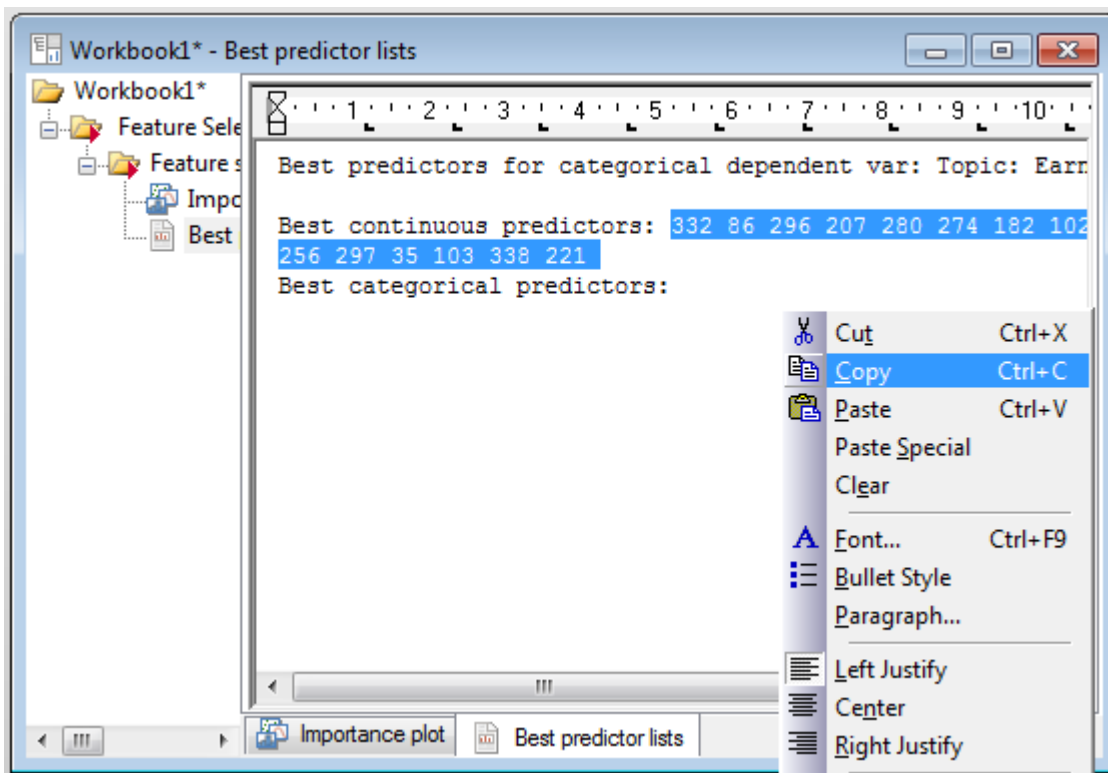 Workbook1* - Best predictor lists
Workbook1*
Feature Sele
Feature s
Impo
Best
1 2 3 4 5 6 7 8 9 10
Best predictors for categorical dependent var: Topic: Earn
Best continuous predictors: 332 86 296 207 280 274 182 102
256 297 35 103 338 221
Best categorical predictors:
Cut Ctrl+X
Copy Ctrl+C
Paste Ctrl+V
Paste Special
Clear
Font... Ctrl+F9
Bullet Style
Paragraph...
Left Justify
Center
Right Justify
Importance plot
Best predictor lists